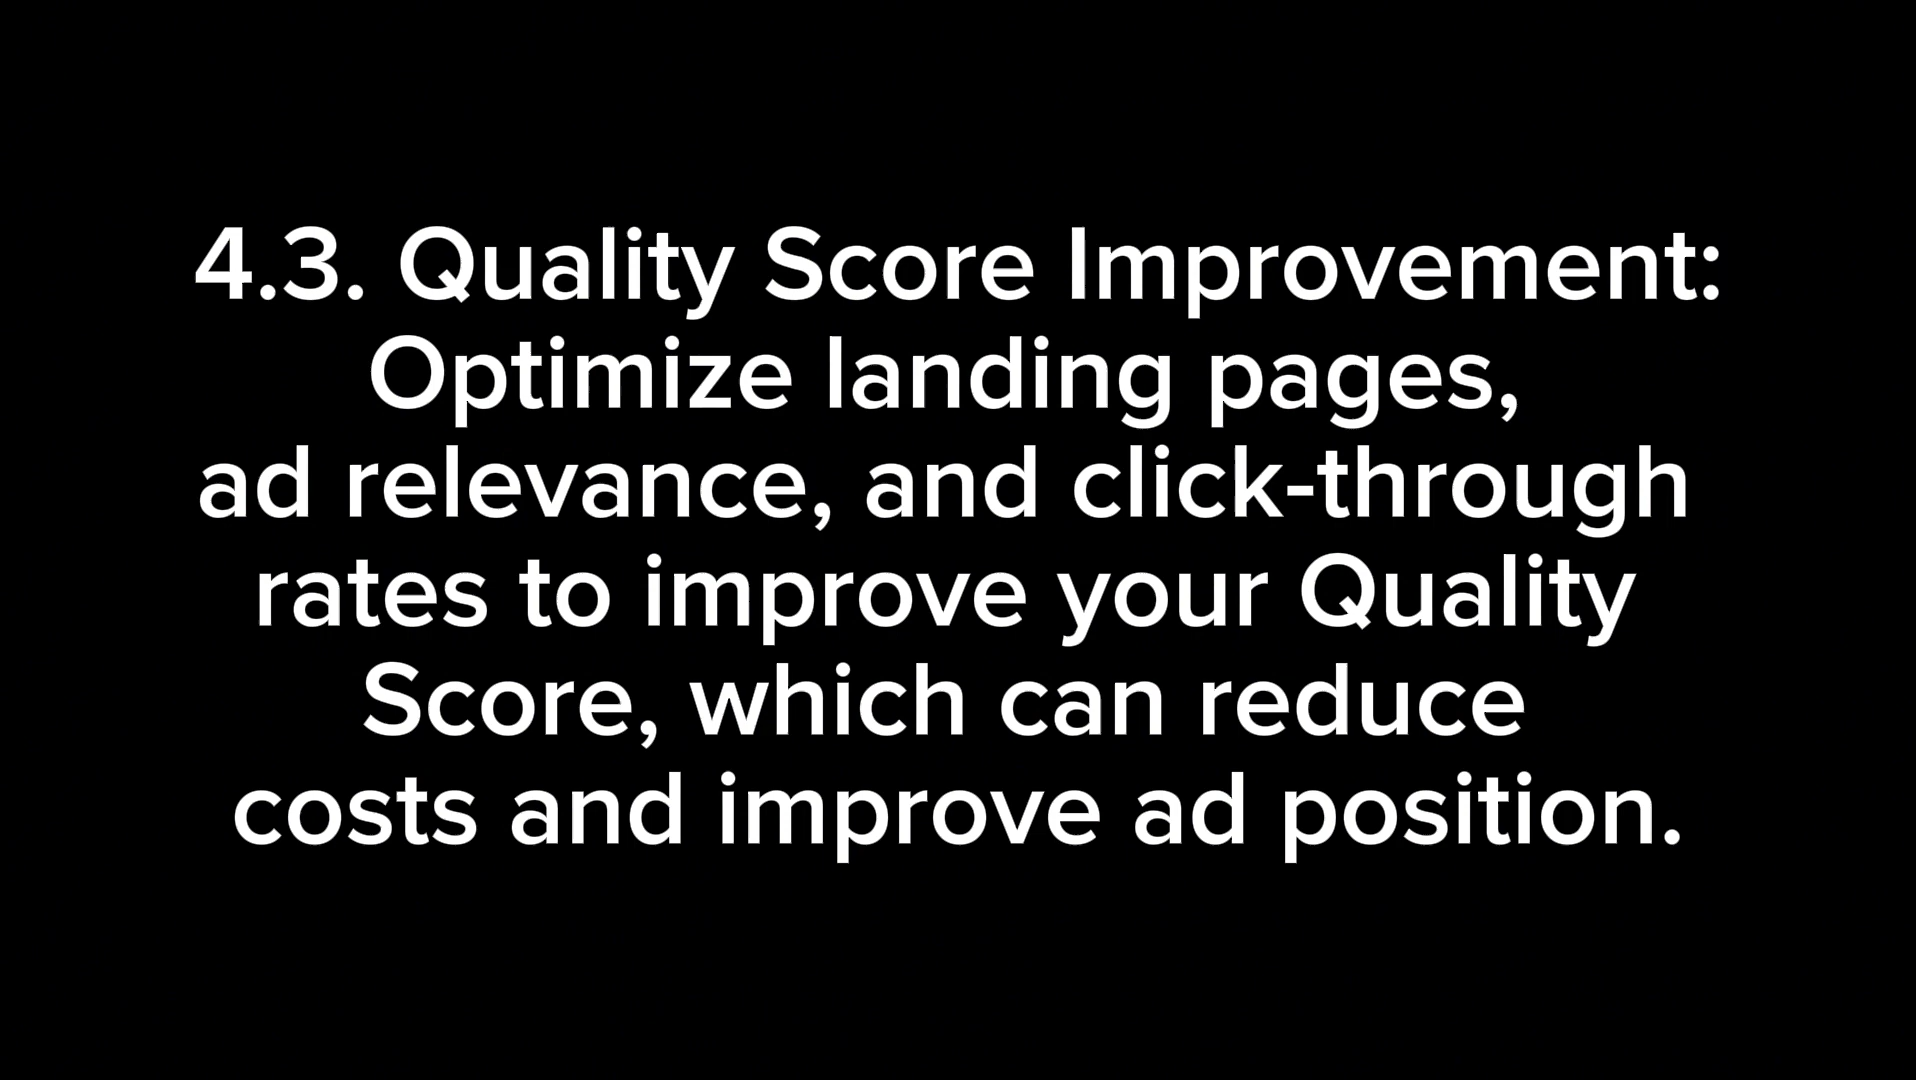 4.3. Quality Score Improvement:
Optimize landing pages,
ad relevance, and click-through
rates to improve your Quality
Score, which can reduce
costs and improve ad position.